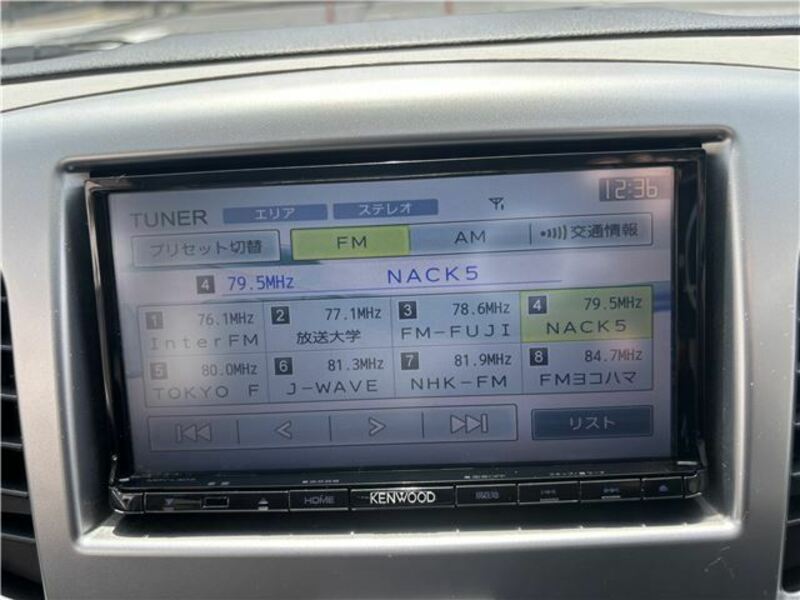 12:36
TUNER エリア ステレオ
プリセット切替 FM AM 交通情報
4 79.5MHz NACK5
1 76.1MHz InterFM
2 77.1MHz 放送大学
3 78.6MHz FM-FUJI
4 79.5MHz NACK5
5 80.0MHz TOKYO F
6 81.3MHz J-WAVE
7 81.9MHz NHK-FM
8 84.7MHz FMヨコハマ
リスト
HOME KENWOOD 現在地